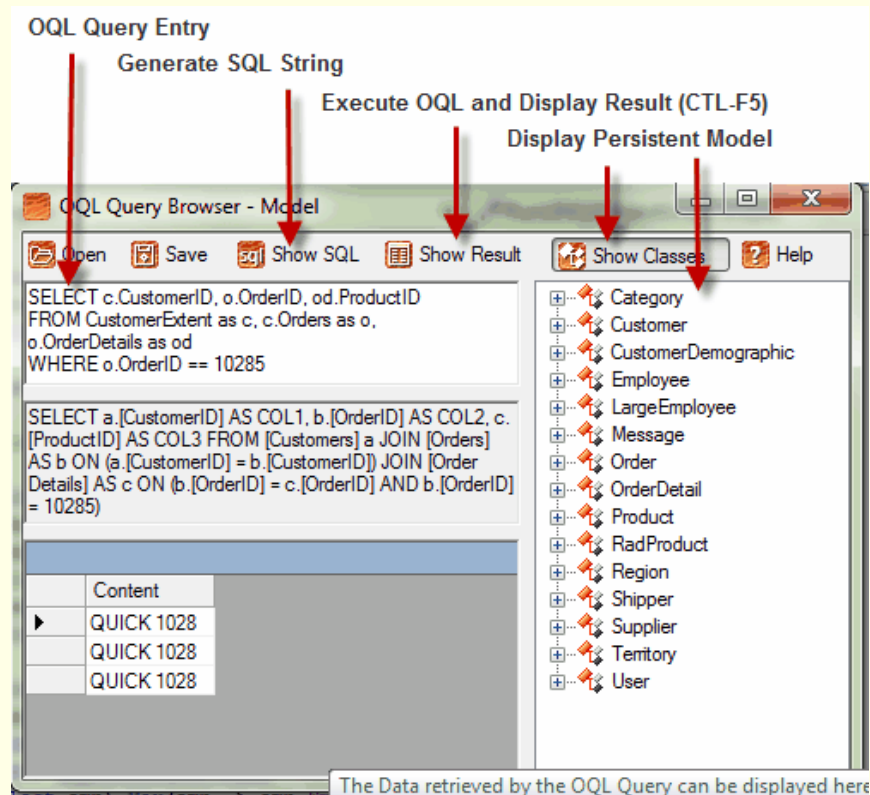 OQL Query Entry
Generate SQL String
Execute OQL and Display Result (CTL-F5)
Display Persistent Model
OQL Query Browser - Model
Open Save Show SQL Show Result Show Classes Help
SELECT c.CustomerID, o.OrderID, od.ProductID
FROM CustomerExtent as c, c.Orders as o,
o.OrderDetails as od
WHERE o.OrderID == 10285
SELECT a.[CustomerID] AS COL1, b.[OrderID] AS COL2, c.
[ProductID] AS COL3 FROM [Customers] a JOIN [Orders]
AS b ON (a.[CustomerID] = b.[CustomerID]) JOIN [Order
Details] AS c ON (b.[OrderID] = c.[OrderID] AND b.[OrderID]
= 10285)
Content
QUICK 1028
QUICK 1028
QUICK 1028
Category
Customer
CustomerDemographic
Employee
LargeEmployee
Message
Order
OrderDetail
Product
RadProduct
Region
Shipper
Supplier
Territory
User
The Data retrieved by the OQL Query can be displayed here